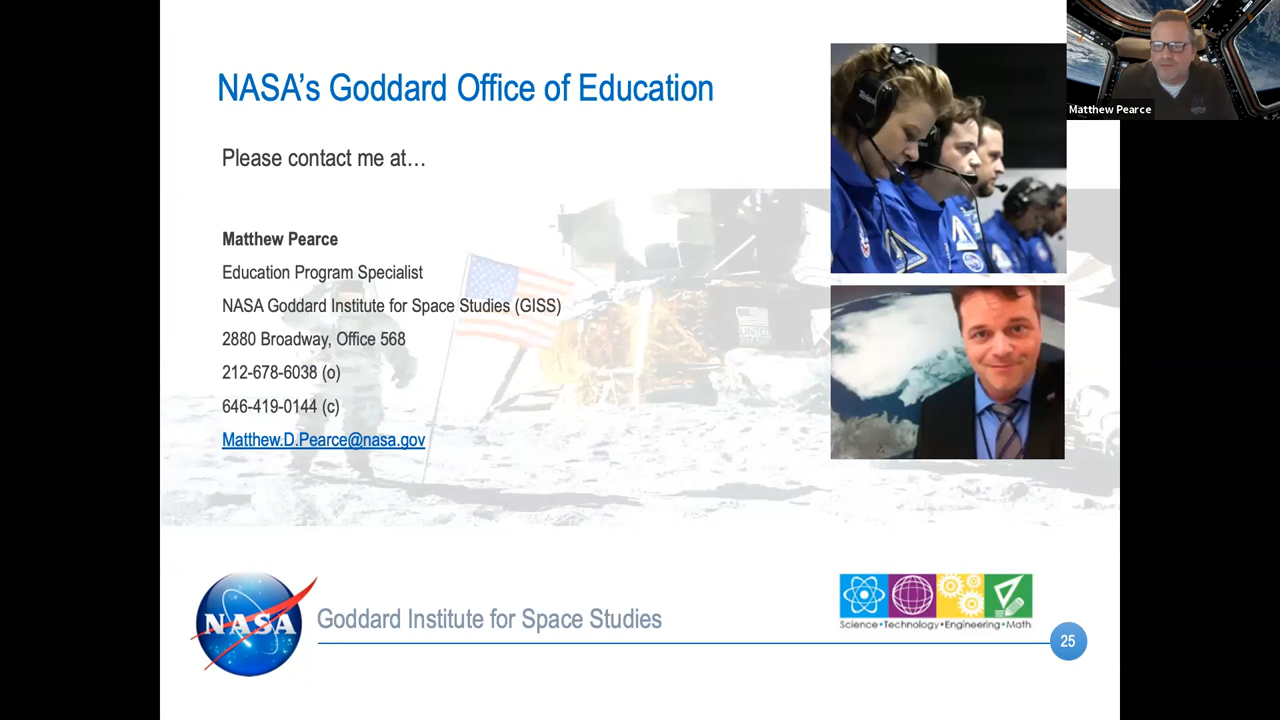 NASA's Goddard Office of Education
Please contact me at…
Matthew Pearce
Education Program Specialist
NASA Goddard Institute for Space Studies (GISS)
2880 Broadway, Office 568
212-678-6038 (o)
646-419-0144 (c)
Matthew.D.Pearce@nasa.gov
Matthew Pearce
UNITED
NASA
Goddard Institute for Space Studies
Science•Technology•Engineering•Math
25